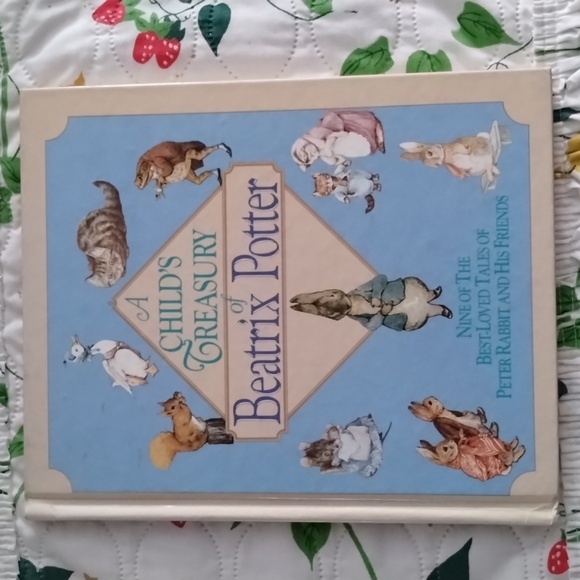 A
CHILD'S
TREASURY
of
Beatrix Potter
NINE OF THE
BEST-LOVED TALES OF
PETER RABBIT AND HIS FRIENDS